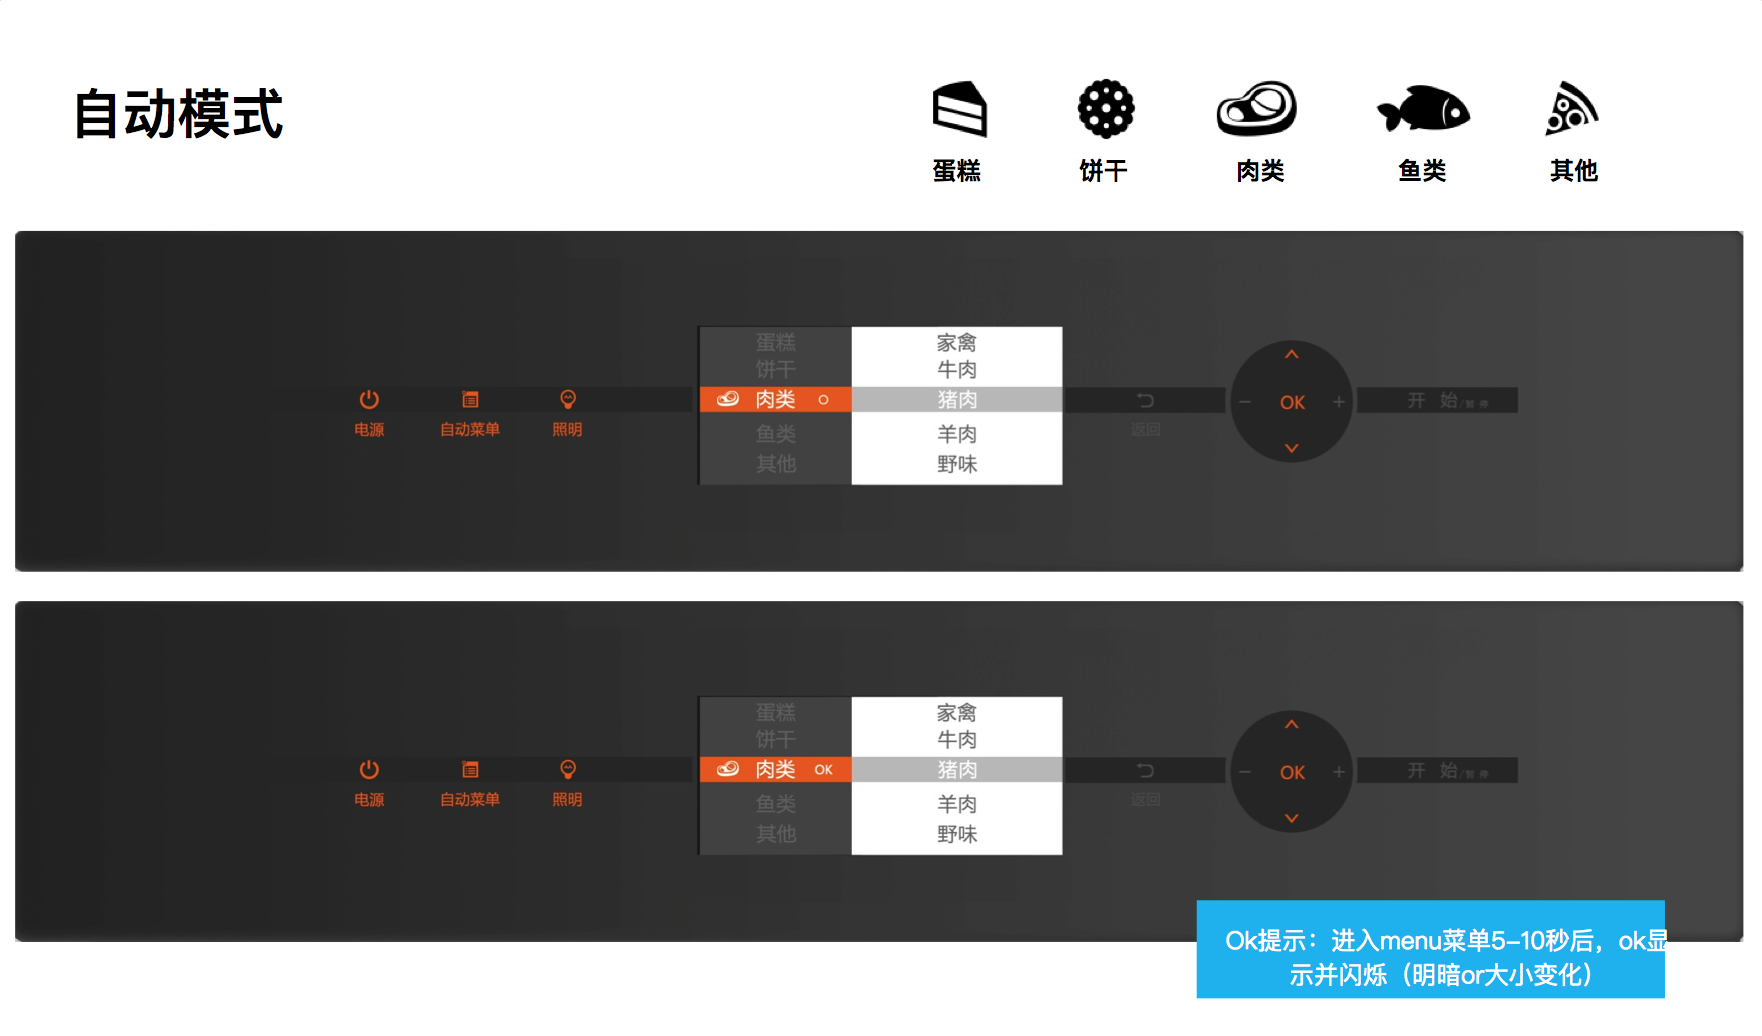 自动模式
蛋糕
饼干
肉类
鱼类
其他
蛋糕
饼干
肉类
鱼类
其他
家禽
牛肉
猪肉
羊肉
野味
电源
自动菜单
照明
返回
OK
开 始/暂 停
蛋糕
饼干
肉类 OK
鱼类
其他
家禽
牛肉
猪肉
羊肉
野味
电源
自动菜单
照明
返回
OK
开 始/暂 停
Ok提示：进入menu菜单5-10秒后，ok显
示并闪烁（明暗or大小变化）